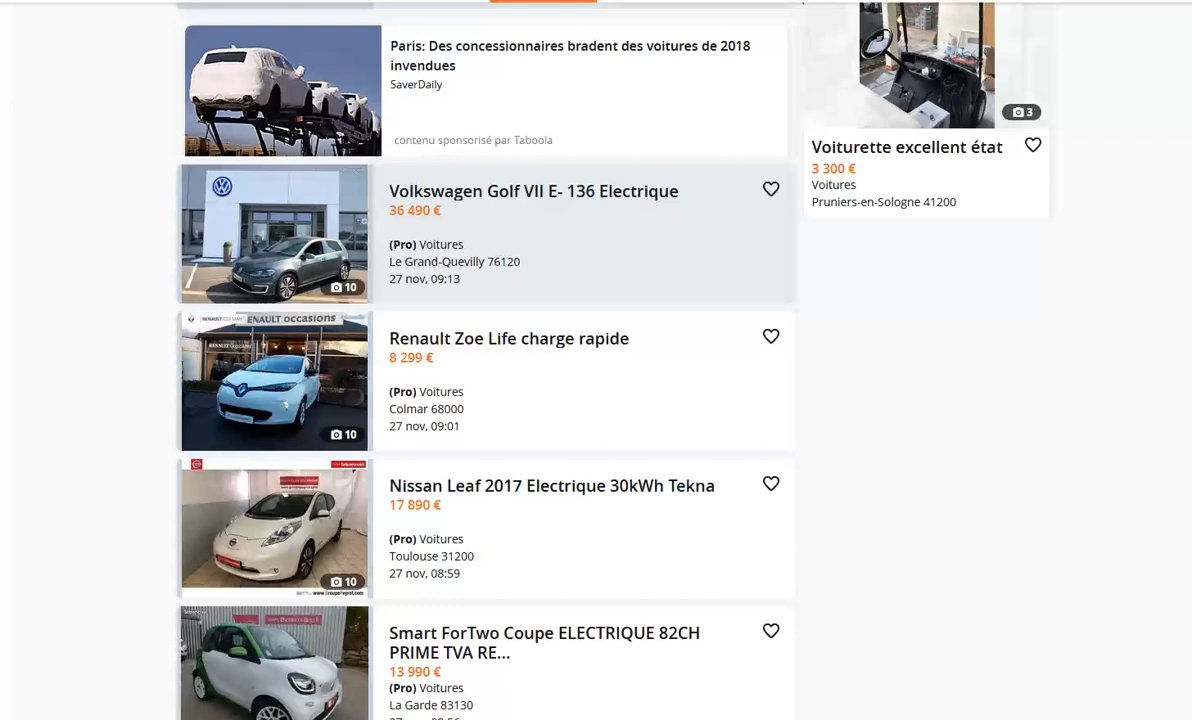 Paris: Des concessionnaires bradent des voitures de 2018
invendues
SaverDaily
contenu sponsorisé par Taboola
3
Voiturette excellent état
3 300 €
Voitures
Pruniers-en-Sologne 41200
Volkswagen Golf VII E- 136 Electrique
36 490 €
(Pro) Voitures
Le Grand-Quevilly 76120
27 nov, 09:13
10
ENAULT occasions
Renault Zoe Life charge rapide
8 299 €
(Pro) Voitures
Colmar 68000
27 nov, 09:01
10
Nissan Leaf 2017 Electrique 30kWh Tekna
17 890 €
(Pro) Voitures
Toulouse 31200
27 nov, 08:59
10
Smart ForTwo Coupe ELECTRIQUE 82CH
PRIME TVA RE...
13 990 €
(Pro) Voitures
La Garde 83130